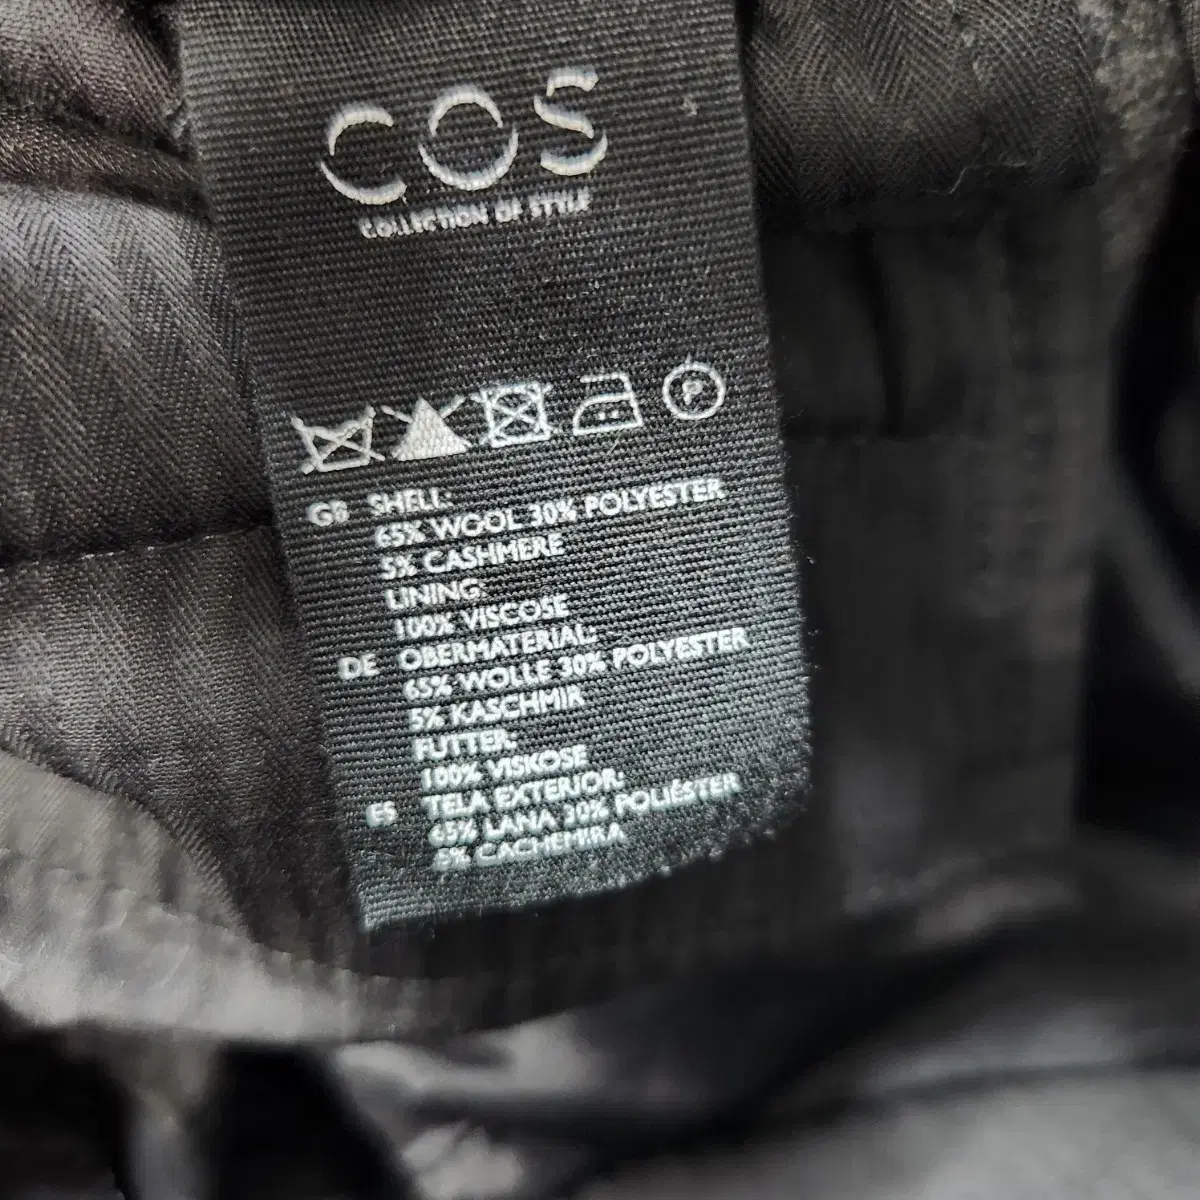 COS
COLLECTION OF STYLE
P
GB SHELL:
65% WOOL 30% POLYESTER
5% CASHMERE
LINING:
100% VISCOSE
DE OBERMATERIAL:
65% WOLLE 30% POLYESTER
5% KASCHMIR
FUTTER:
100% VISKOSE
ES TELA EXTERIOR:
65% LANA 30% POLIÉSTER
5% CACHEMIRA